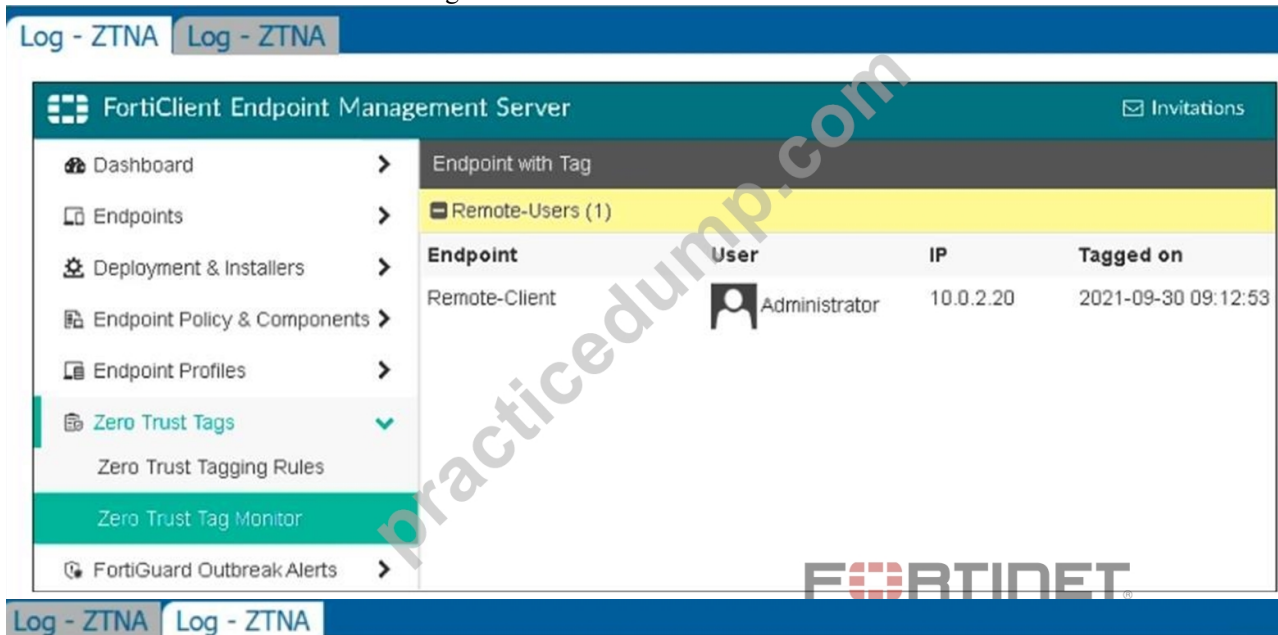 Log - ZTNA Log - ZTNA
FortiClient Endpoint Management Server Invitations
Dashboard
Endpoints
Deployment & Installers
Endpoint Policy & Components
Endpoint Profiles
Zero Trust Tags
Zero Trust Tagging Rules
Zero Trust Tag Monitor
FortiGuard Outbreak Alerts
Endpoint with Tag
Remote-Users (1)
Endpoint User IP Tagged on
Remote-Client Administrator 10.0.2.20 2021-09-30 09:12:53
practicedump.com
FORTINET
Log - ZTNA Log - ZTNA